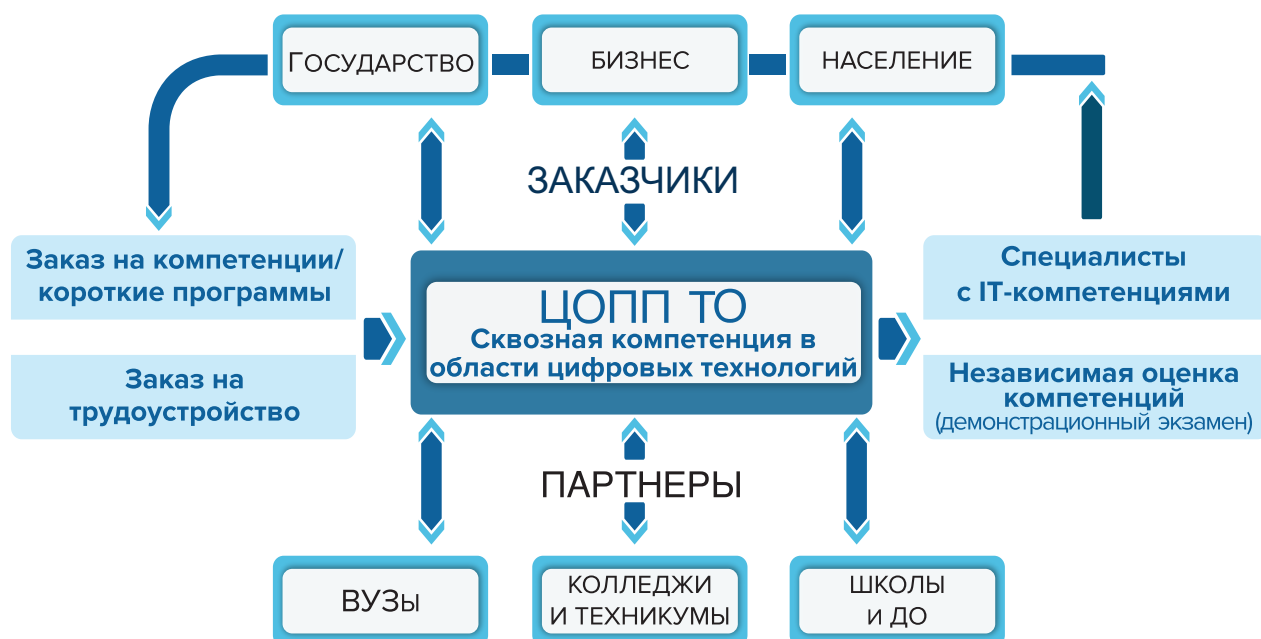 ГОСУДАРСТВО
БИЗНЕС
НАСЕЛЕНИЕ
ЗАКАЗЧИКИ
Заказ на компетенции/
короткие программы
Заказ на
трудоустройство
ЦОПП ТО
Сквозная компетенция в
области цифровых технологий
Специалисты
с IT-компетенциями
Независимая оценка
компетенций
(демонстрационный экзамен)
ПАРТНЕРЫ
ВУЗы
КОЛЛЕДЖИ
И ТЕХНИКУМЫ
ШКОЛЫ
И ДО